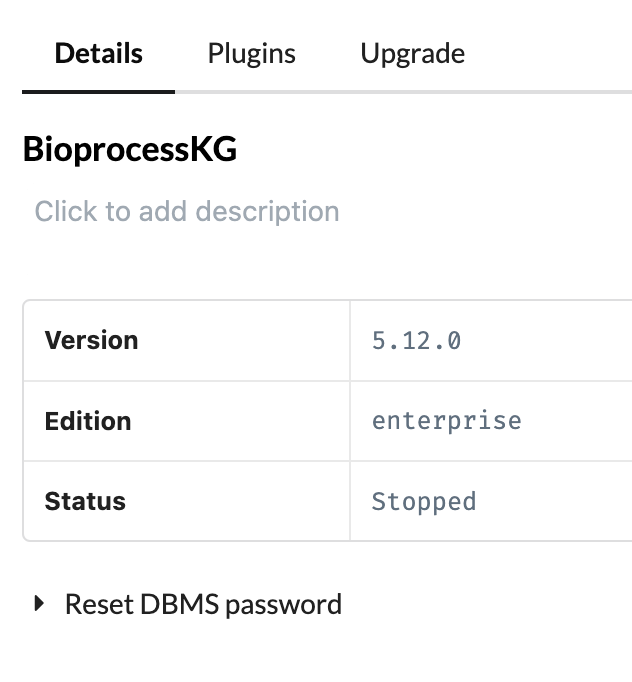 Details Plugins Upgrade
BioprocessKG
Click to add description
Version 5.12.0
Edition enterprise
Status Stopped
Reset DBMS password